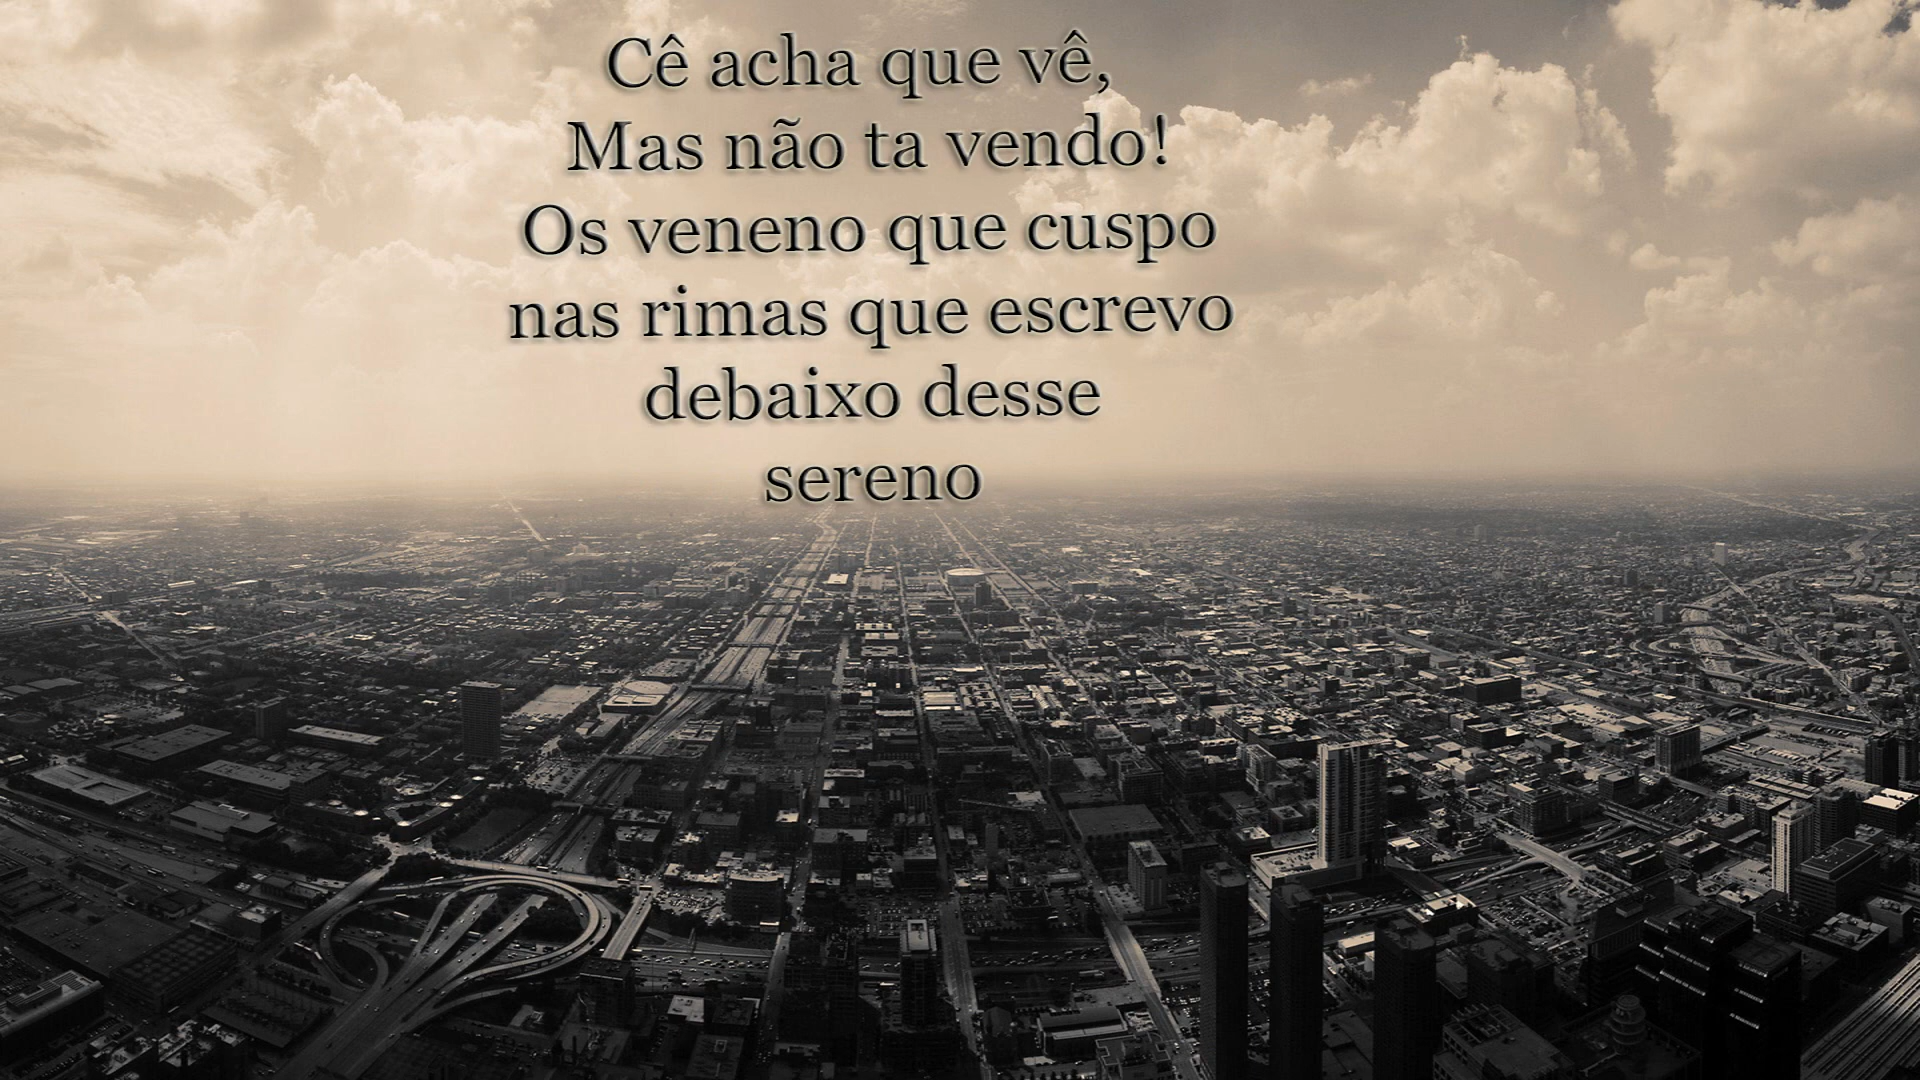 Cê acha que vê,
Mas não ta vendo!
Os veneno que cuspo
nas rimas que escrevo
debaixo desse
sereno